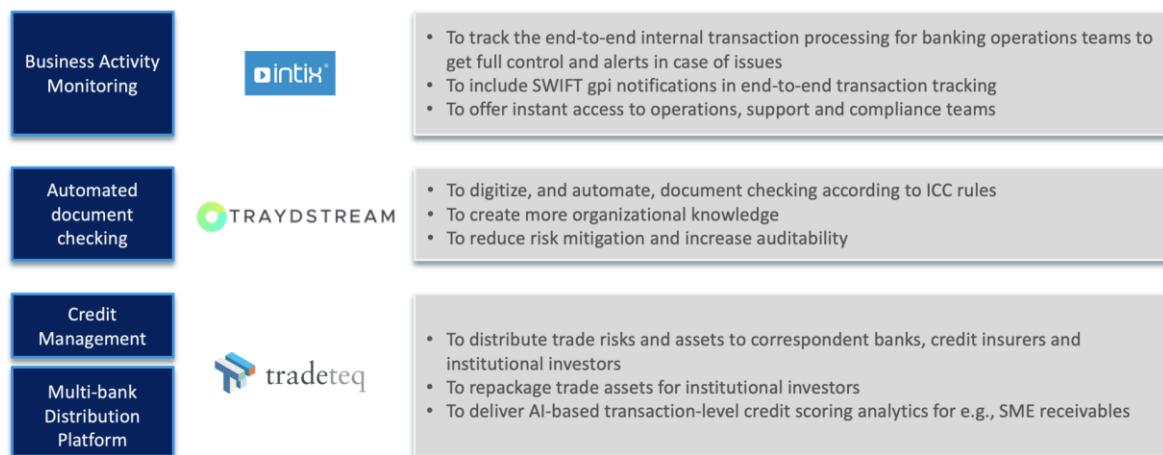 Business Activity
Monitoring
intix
• To track the end-to-end internal transaction processing for banking operations teams to
get full control and alerts in case of issues
• To include SWIFT gpi notifications in end-to-end transaction tracking
• To offer instant access to operations, support and compliance teams
Automated
document
checking
TRAYDSTREAM
• To digitize, and automate, document checking according to ICC rules
• To create more organizational knowledge
• To reduce risk mitigation and increase auditability
Credit
Management
Multi-bank
Distribution
Platform
tradeteq
• To distribute trade risks and assets to correspondent banks, credit insurers and
institutional investors
• To repackage trade assets for institutional investors
• To deliver AI-based transaction-level credit scoring analytics for e.g., SME receivables